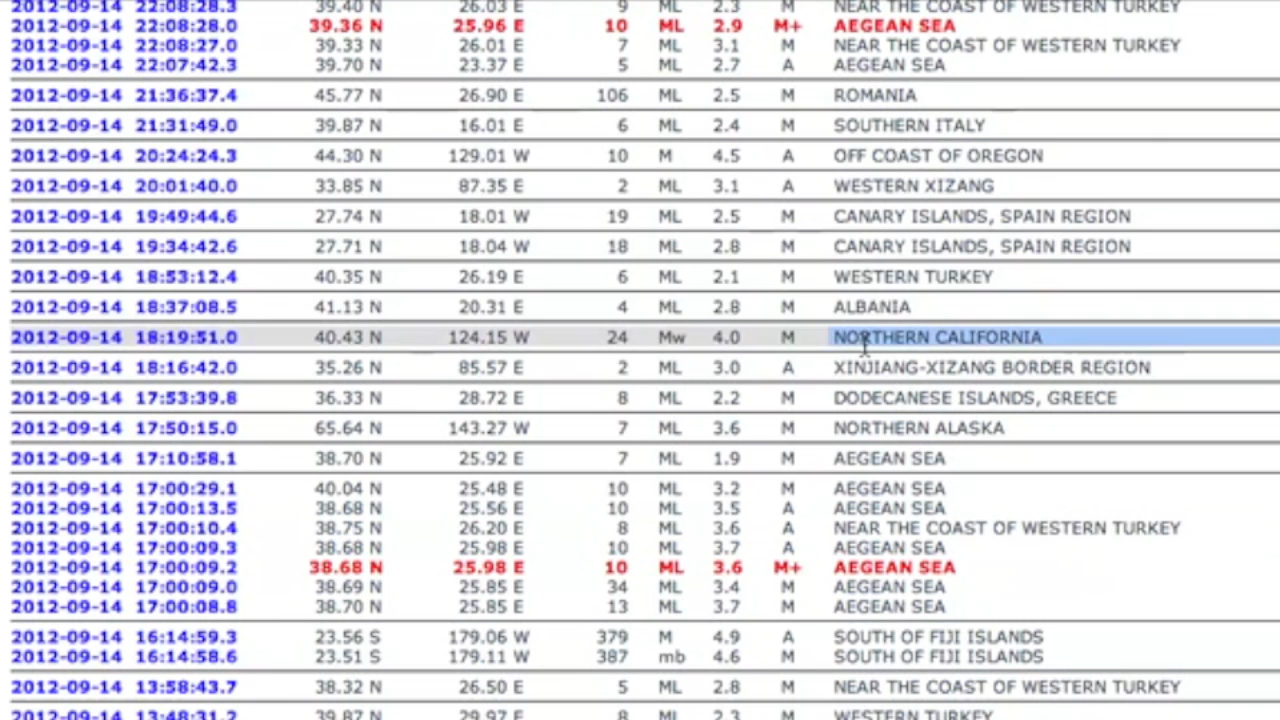 2012-09-14 22:08:28.3 39.40 N 26.03 E 9 ML 2.3 M NEAR THE COAST OF WESTERN TURKEY
2012-09-14 22:08:28.0 39.36 N 25.96 E 10 ML 2.9 M+ AEGEAN SEA
2012-09-14 22:08:27.0 39.33 N 26.01 E 7 ML 3.1 M NEAR THE COAST OF WESTERN TURKEY
2012-09-14 22:07:42.3 39.70 N 23.37 E 5 ML 2.7 A AEGEAN SEA
2012-09-14 21:36:37.4 45.77 N 26.90 E 106 ML 2.5 M ROMANIA
2012-09-14 21:31:49.0 39.87 N 16.01 E 6 ML 2.4 M SOUTHERN ITALY
2012-09-14 20:24:24.3 44.30 N 129.01 W 10 M 4.5 A OFF COAST OF OREGON
2012-09-14 20:01:40.0 33.85 N 87.35 E 2 ML 3.1 A WESTERN XIZANG
2012-09-14 19:49:44.6 27.74 N 18.01 W 19 ML 2.5 M CANARY ISLANDS, SPAIN REGION
2012-09-14 19:34:42.6 27.71 N 18.04 W 18 ML 2.8 M CANARY ISLANDS, SPAIN REGION
2012-09-14 18:53:12.4 40.35 N 26.19 E 6 ML 2.1 M WESTERN TURKEY
2012-09-14 18:37:08.5 41.13 N 20.31 E 4 ML 2.8 M ALBANIA
2012-09-14 18:19:51.0 40.43 N 124.15 W 24 Mw 4.0 M NORTHERN CALIFORNIA
2012-09-14 18:16:42.0 35.26 N 85.57 E 2 ML 3.0 A XINJIANG-XIZANG BORDER REGION
2012-09-14 17:53:39.8 36.33 N 28.72 E 8 ML 2.2 M DODECANESE ISLANDS, GREECE
2012-09-14 17:50:15.0 65.64 N 143.27 W 7 ML 3.6 M NORTHERN ALASKA
2012-09-14 17:10:58.1 38.70 N 25.92 E 7 ML 1.9 M AEGEAN SEA
2012-09-14 17:00:29.1 40.04 N 25.48 E 10 ML 3.2 M AEGEAN SEA
2012-09-14 17:00:13.5 38.68 N 25.56 E 10 ML 3.5 A AEGEAN SEA
2012-09-14 17:00:10.4 38.75 N 26.20 E 8 ML 3.6 A NEAR THE COAST OF WESTERN TURKEY
2012-09-14 17:00:09.3 38.68 N 25.98 E 10 ML 3.7 A AEGEAN SEA
2012-09-14 17:00:09.2 38.68 N 25.98 E 10 ML 3.6 M+ AEGEAN SEA
2012-09-14 17:00:09.0 38.69 N 25.85 E 34 ML 3.4 M AEGEAN SEA
2012-09-14 17:00:08.8 38.70 N 25.85 E 13 ML 3.7 M AEGEAN SEA
2012-09-14 16:14:59.3 23.56 S 179.06 W 379 M 4.9 A SOUTH OF FIJI ISLANDS
2012-09-14 16:14:58.6 23.51 S 179.11 W 387 mb 4.6 M SOUTH OF FIJI ISLANDS
2012-09-14 13:58:43.7 38.32 N 26.50 E 5 ML 2.8 M NEAR THE COAST OF WESTERN TURKEY
2012-09-14 13:48:31.2 39.87 N 29.97 E 8 ML 2.3 M WESTERN TURKEY